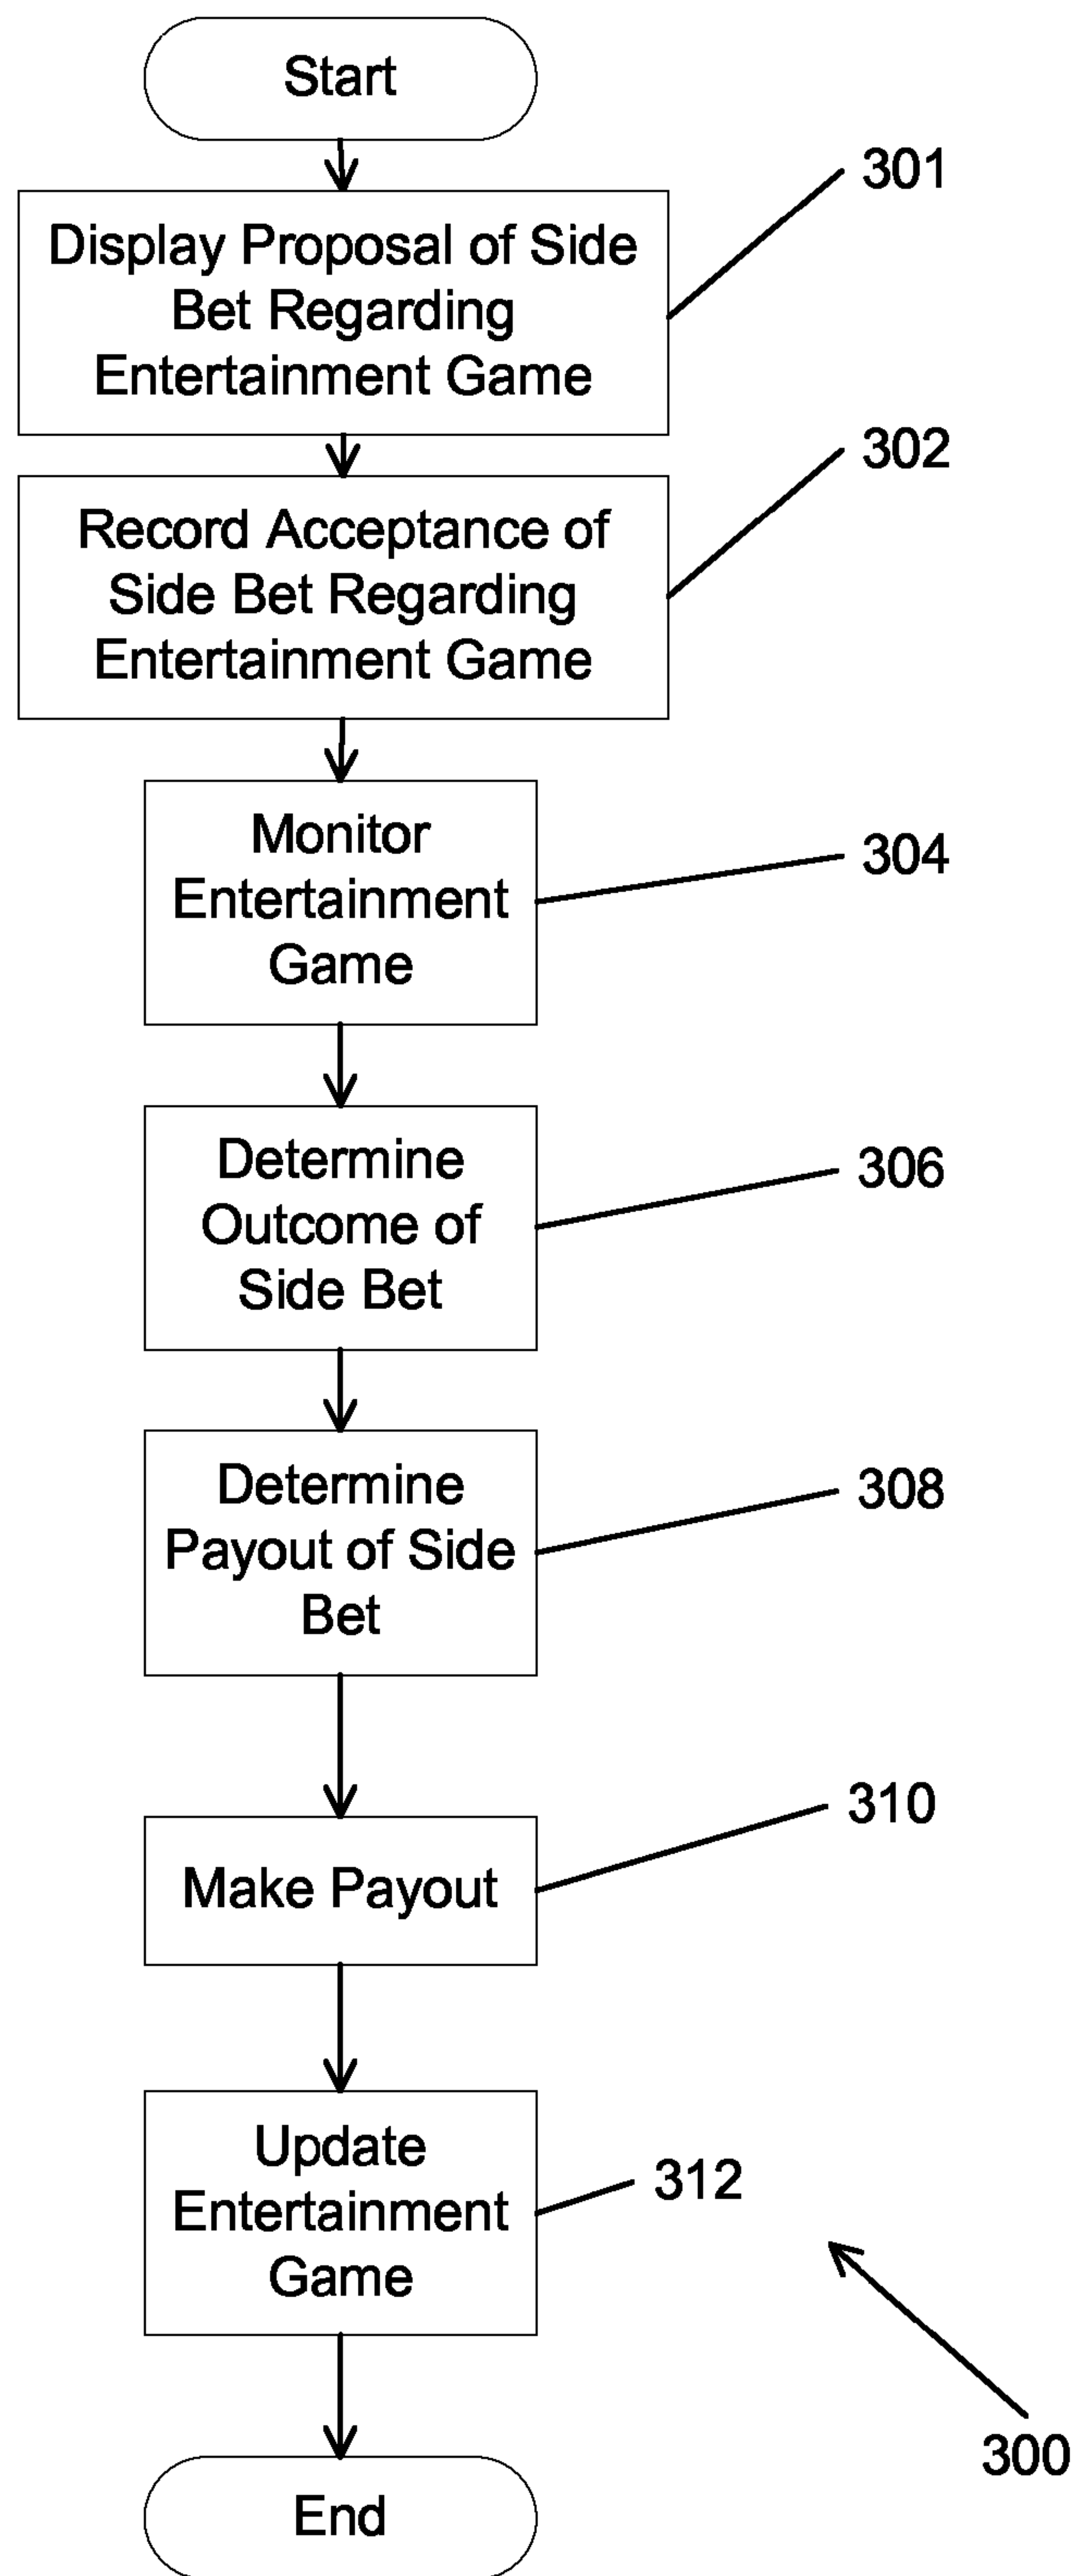 Start
301
Display Proposal of Side
Bet Regarding
Entertainment Game
302
Record Acceptance of
Side Bet Regarding
Entertainment Game
304
Monitor
Entertainment
Game
306
Determine
Outcome of
Side Bet
308
Determine
Payout of Side
Bet
310
Make Payout
312
Update
Entertainment
Game
300
End